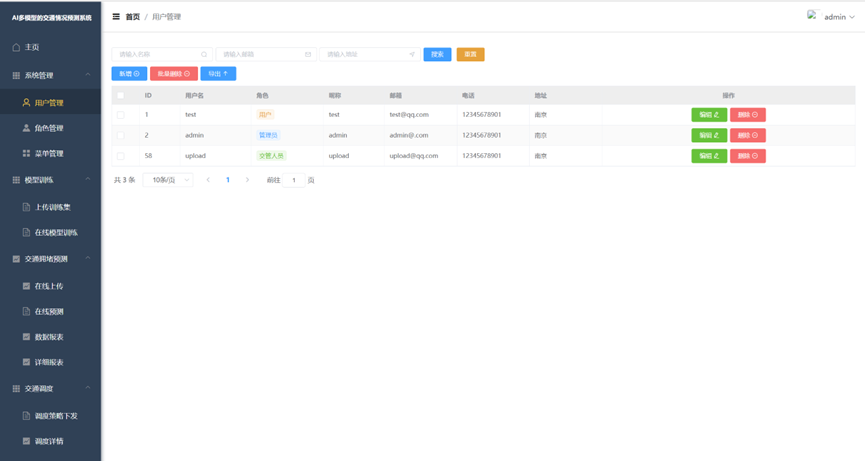 AI多模型的交通情况预测系统
首页 / 用户管理
admin
主页
系统管理
用户管理
角色管理
菜单管理
模型训练
上传训练集
在线模型训练
交通拥堵预测
在线上传
在线预测
数据报表
详细报表
交通调度
调度策略下发
调度详情
请输入名称
请输入邮箱
请输入地址
搜索
重置
新增
批量删除
导出
ID 用户名 角色 昵称 邮箱 电话 地址 操作
1 test 用户 test test@qq.com 12345678901 南京 编辑 删除
2 admin 管理员 admin admin@.com 12345678901 南京 编辑 删除
58 upload 交管人员 upload upload@qq.com 12345678901 南京 编辑 删除
共 3 条 10条/页 1 前往 1 页